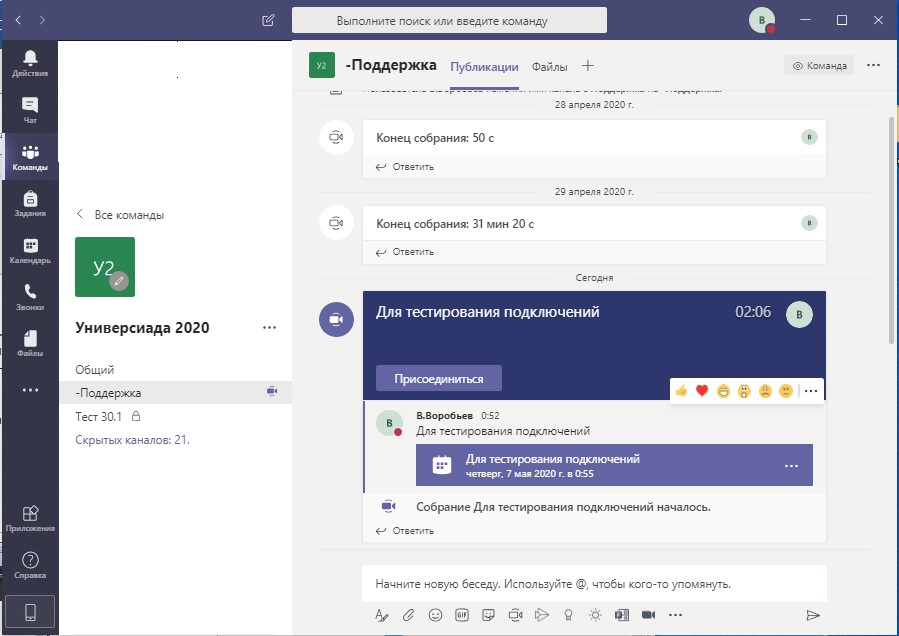 Выполните поиск или введите команду
В
Действия
Чат
Команды
Задания
Календарь
Звонки
Файлы
Приложения
Справка
Все команды
У2
Универсиада 2020
Общий
-Поддержка
Тест 30.1
Скрытых каналов: 21.
У2
-Поддержка
Публикации
Файлы
Команда
28 апреля 2020 г.
Конец собрания: 50 с
В
Ответить
29 апреля 2020 г.
Конец собрания: 31 мин 20 с
В
Ответить
Сегодня
Для тестирования подключений
02:06
В
Присоединиться
В
В.Воробьев 0:52
Для тестирования подключений
Для тестирования подключений
четверг, 7 мая 2020 г. в 0:55
Собрание Для тестирования подключений началось.
Ответить
Начните новую беседу. Используйте @, чтобы кого-то упомянуть.
GIF